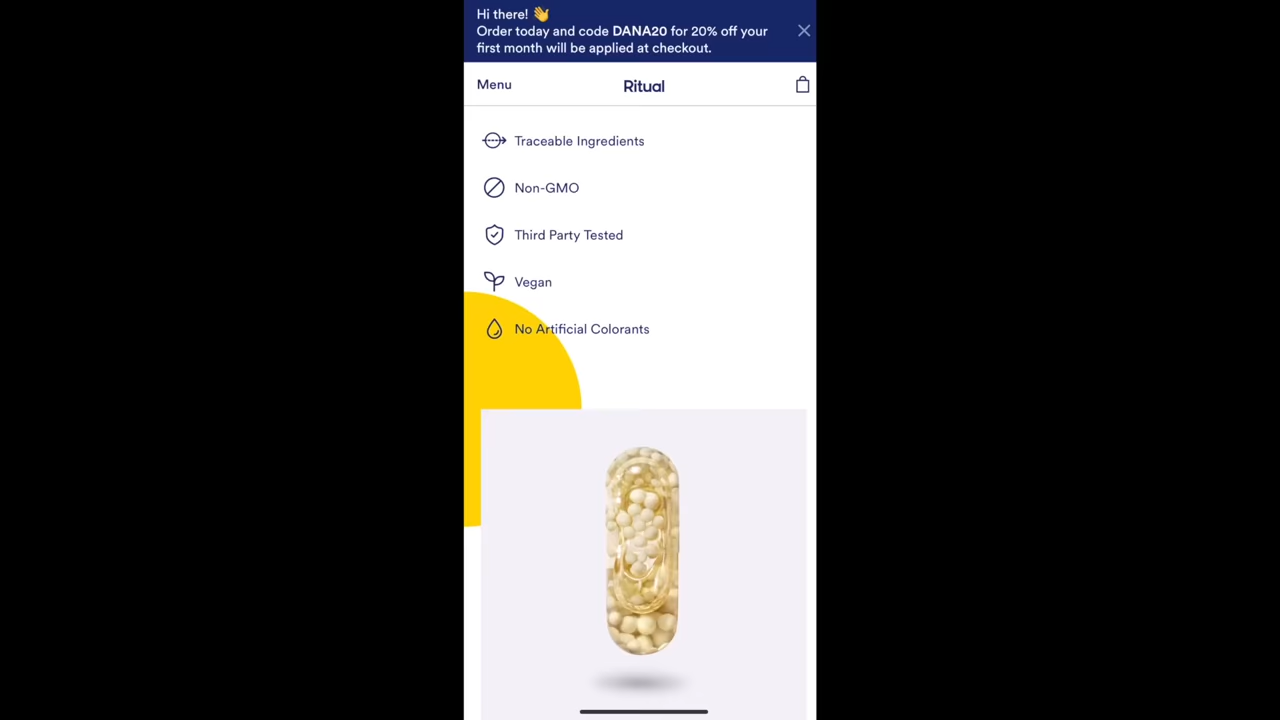 Hi there! 👋
Order today and code DANA20 for 20% off your
first month will be applied at checkout.
Menu
Ritual
Traceable Ingredients
Non-GMO
Third Party Tested
Vegan
No Artificial Colorants